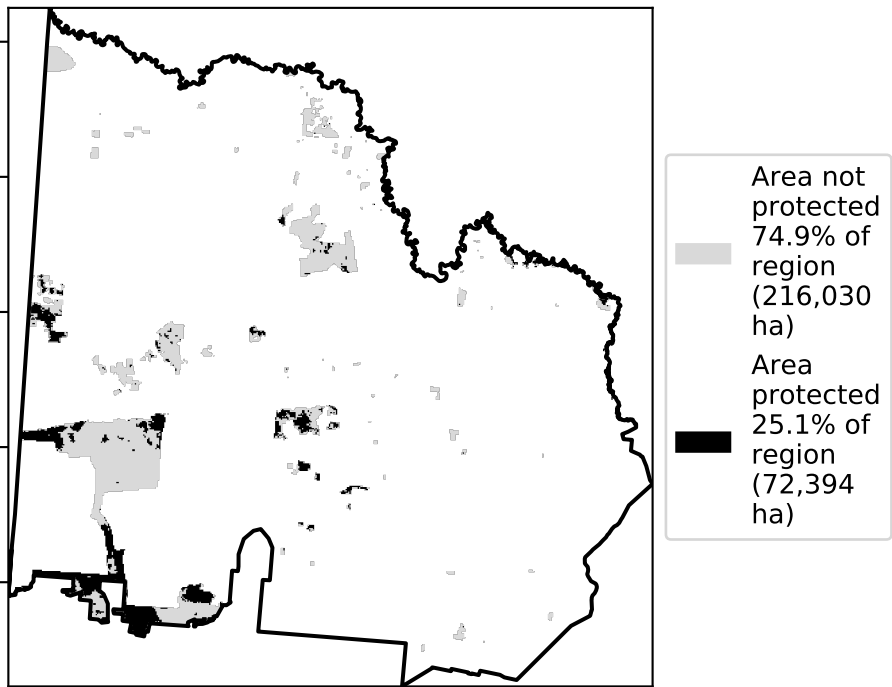 Area not
protected
74.9% of
region
(216,030
ha)
Area
protected
25.1% of
region
(72,394
ha)